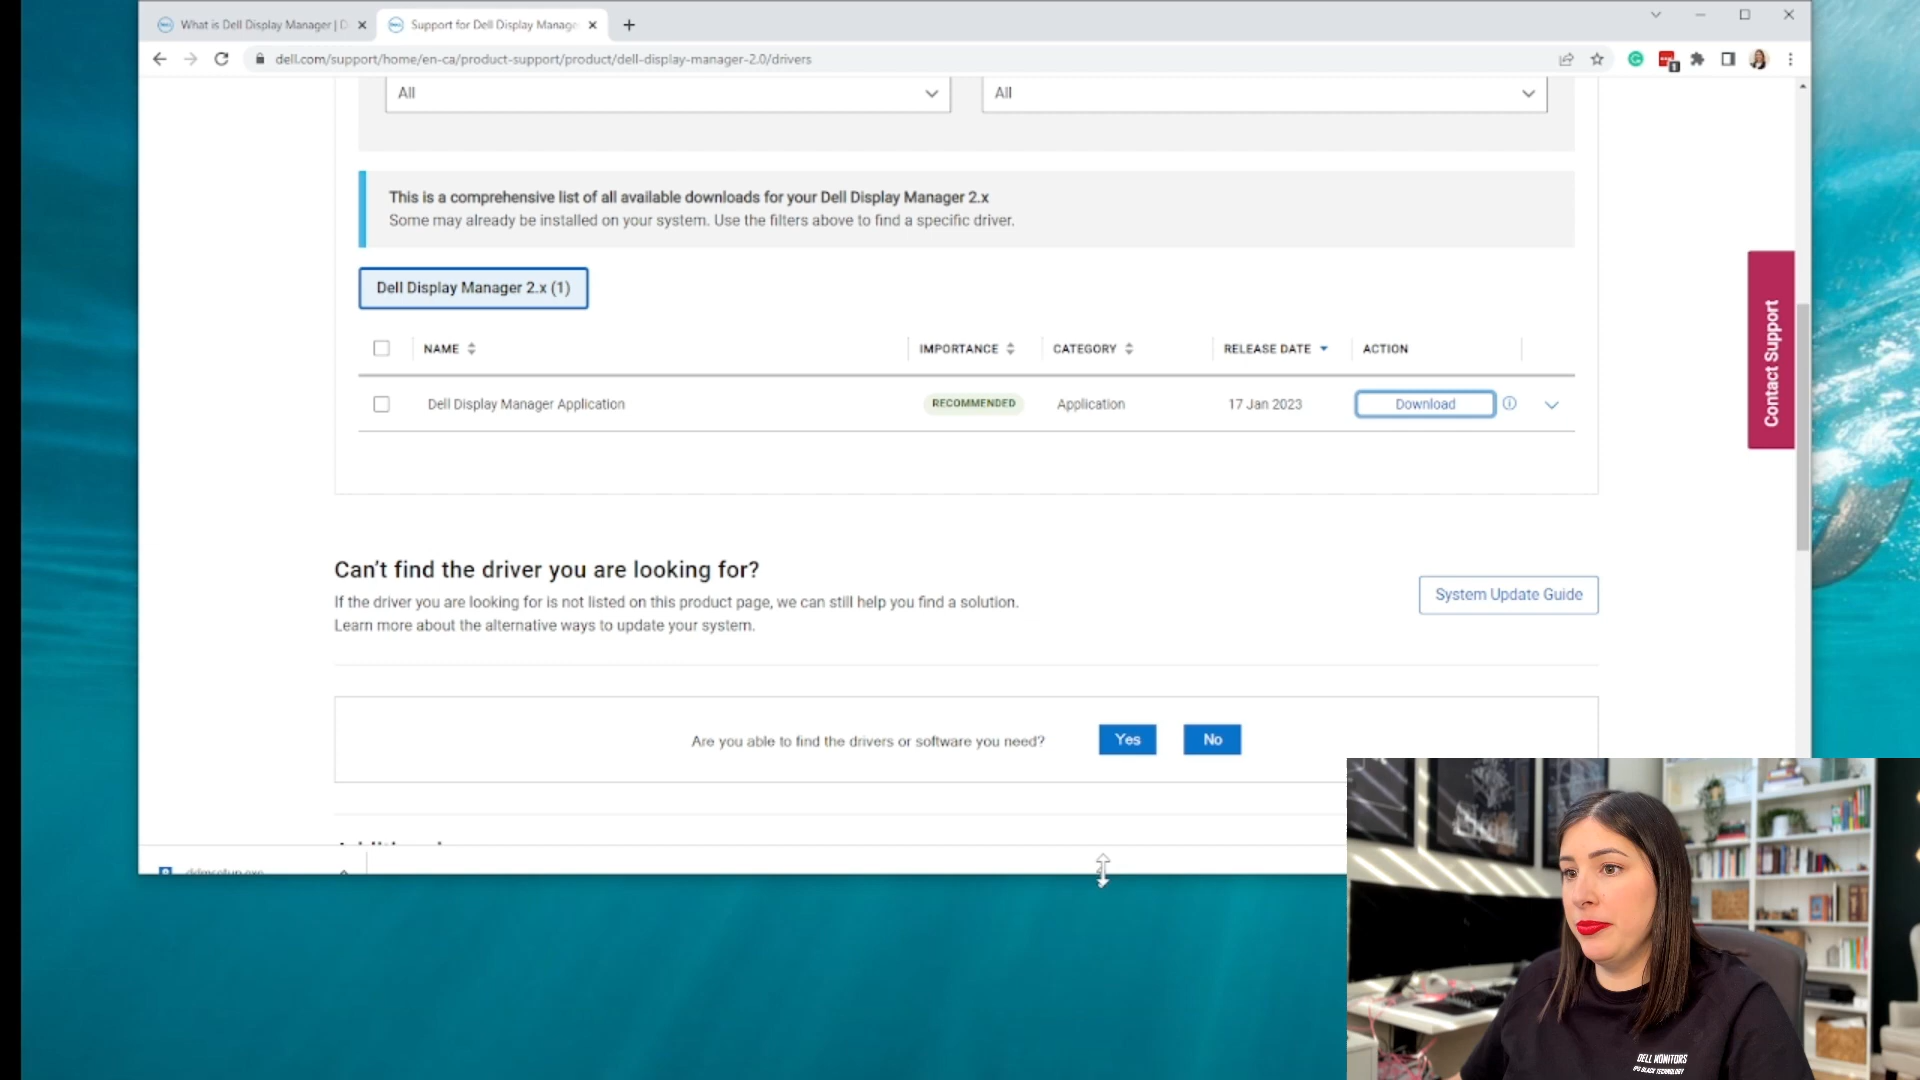 What is Dell Display Manager | D
Support for Dell Display Manage
dell.com/support/home/en-ca/product-support/product/dell-display-manager-2.0/drivers
All
All
This is a comprehensive list of all available downloads for your Dell Display Manager 2.x
Some may already be installed on your system. Use the filters above to find a specific driver.
Dell Display Manager 2.x (1)
NAME IMPORTANCE CATEGORY RELEASE DATE ACTION
Dell Display Manager Application RECOMMENDED Application 17 Jan 2023 Download
Contact Support
Can't find the driver you are looking for?
If the driver you are looking for is not listed on this product page, we can still help you find a solution.
Learn more about the alternative ways to update your system.
System Update Guide
Are you able to find the drivers or software you need?
Yes
No
ddmsetup.exe
DELL MONITORS
IPS BLACK TECHNOLOGY